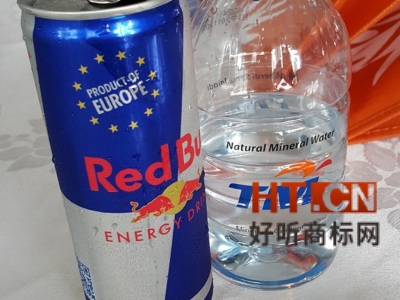 PRODUCT OF
EUROPE
Red Bu
ENERGY DRI
Natural Mineral Water
HT.CN
好听商标网